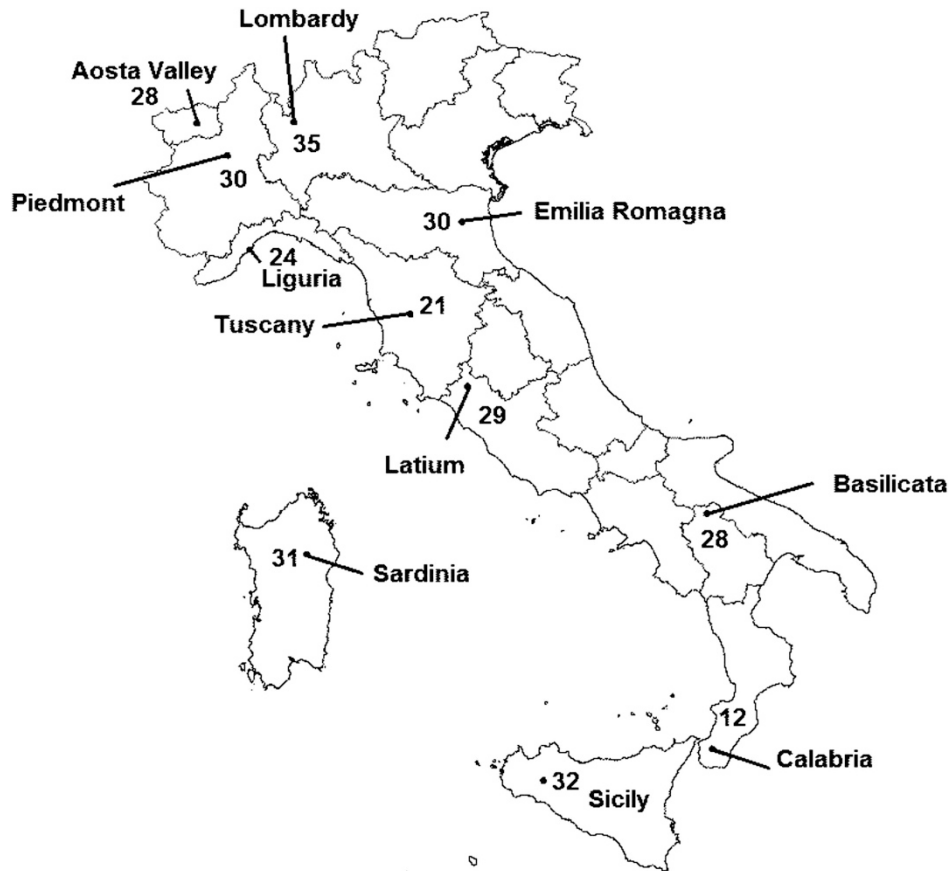 Lombardy
Aosta Valley
28
35
30
Piedmont
30
Emilia Romagna
24
Liguria
21
Tuscany
29
Latium
Basilicata
28
31
Sardinia
12
Calabria
32
Sicily